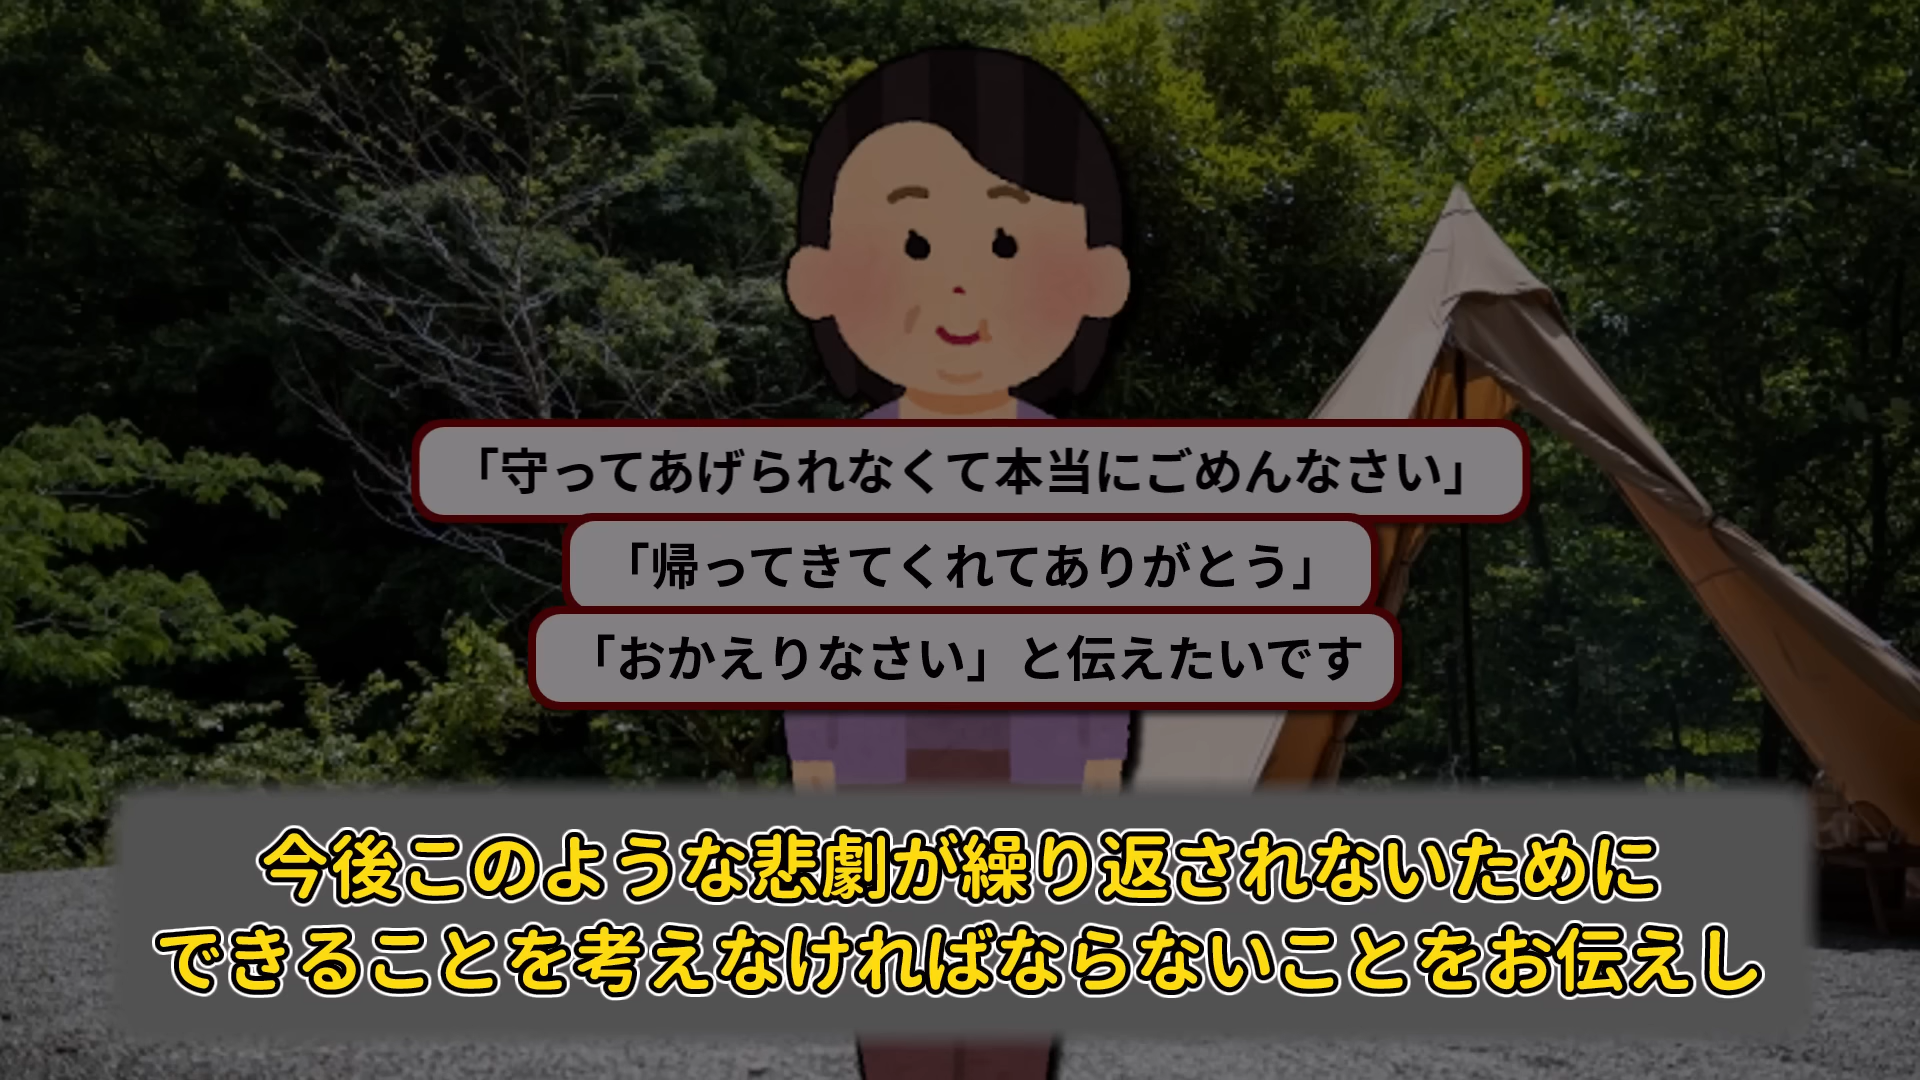 「守ってあげられなくて本当にごめんなさい」
「帰ってきてくれてありがとう」
「おかえりなさい」と伝えたいです
今後このような悲劇が繰り返されないために
できることを考えなければならないことをお伝えし